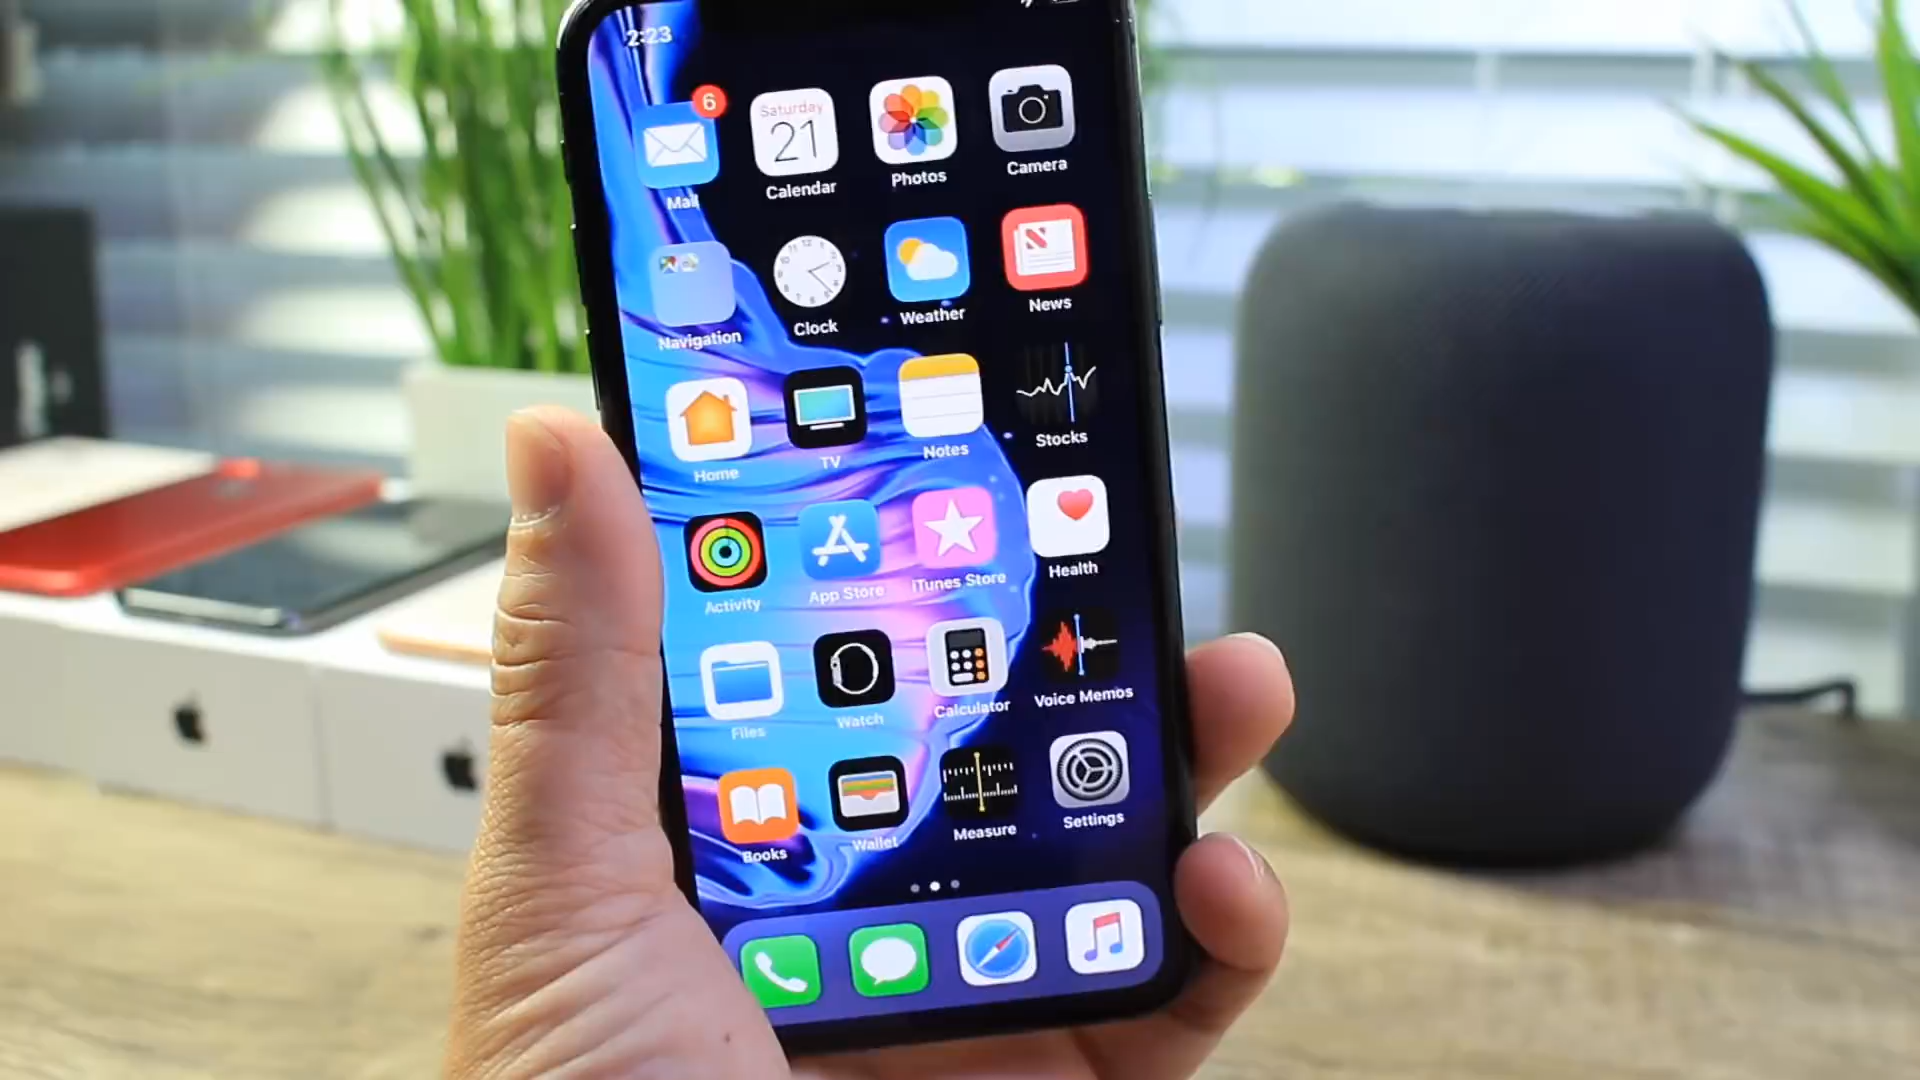 2:23
6
Saturday
21
Mail
Calendar
Photos
Camera
Navigation
Clock
Weather
News
Home
TV
Notes
Stocks
Activity
App Store
iTunes Store
Health
Files
Watch
Calculator
Voice Memos
Books
Wallet
Measure
Settings